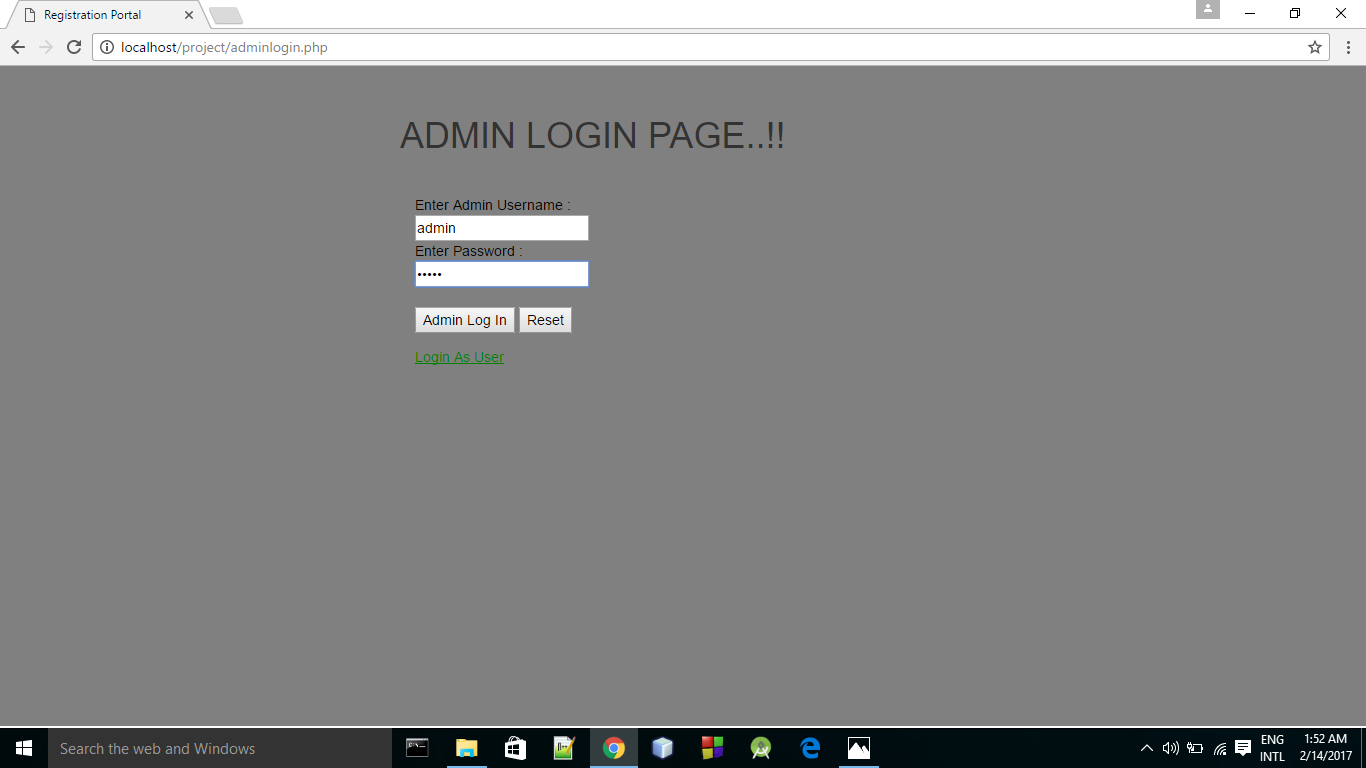 Registration Portal
localhost/project/adminlogin.php
ADMIN LOGIN PAGE..!!
Enter Admin Username :
admin
Enter Password :
•••••
Admin Log In Reset
Login As User
Search the web and Windows
ENG 1:52 AM
INTL 2/14/2017